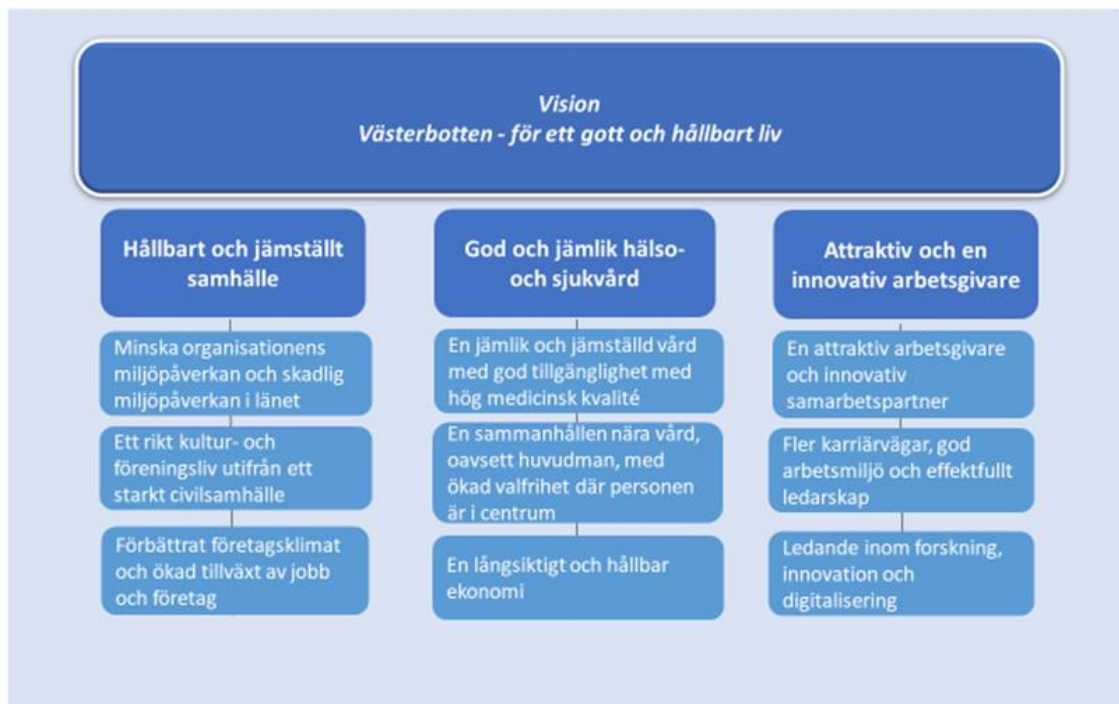 Vision
Västerbotten - för ett gott och hållbart liv
Hållbart och jämställt
samhälle
Minska organisationens
miljöpåverkan och skadlig
miljöpåverkan i länet
Ett rikt kultur- och
föreningsliv utifrån ett
starkt civilsamhälle
Förbättrat företagsklimat
och ökad tillväxt av jobb
och företag
God och jämlik hälso-
och sjukvård
En jämlik och jämställd vård
med god tillgänglighet med
hög medicinsk kvalité
En sammanhållen nära vård,
oavsett huvudman, med
ökad valfrihet där personen
är i centrum
En långsiktigt och hållbar
ekonomi
Attraktiv och en
innovativ arbetsgivare
En attraktiv arbetsgivare
och innovativ
samarbetspartner
Fler karriärvägar, god
arbetsmiljö och effektfullt
ledarskap
Ledande inom forskning,
innovation och
digitalisering